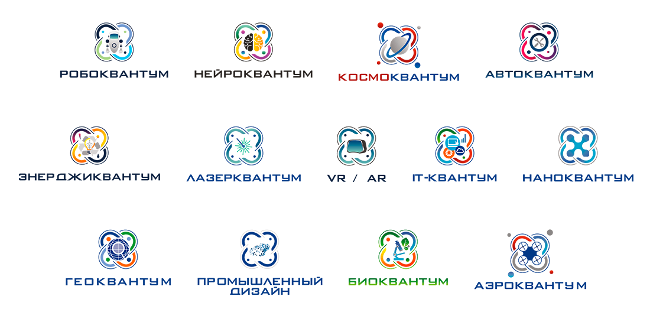 РОБОКВАНТУМ
НЕЙРОКВАНТУМ
КОСМОКВАНТУМ
АВТОКВАНТУМ
ЭНЕРДЖИКВАНТУМ
ЛАЗЕРКВАНТУМ
VR / AR
IT-КВАНТУМ
НАНОКВАНТУМ
ГЕОКВАНТУМ
ПРОМЫШЛЕННЫЙ
ДИЗАЙН
БИОКВАНТУМ
АЭРОКВАНТУМ